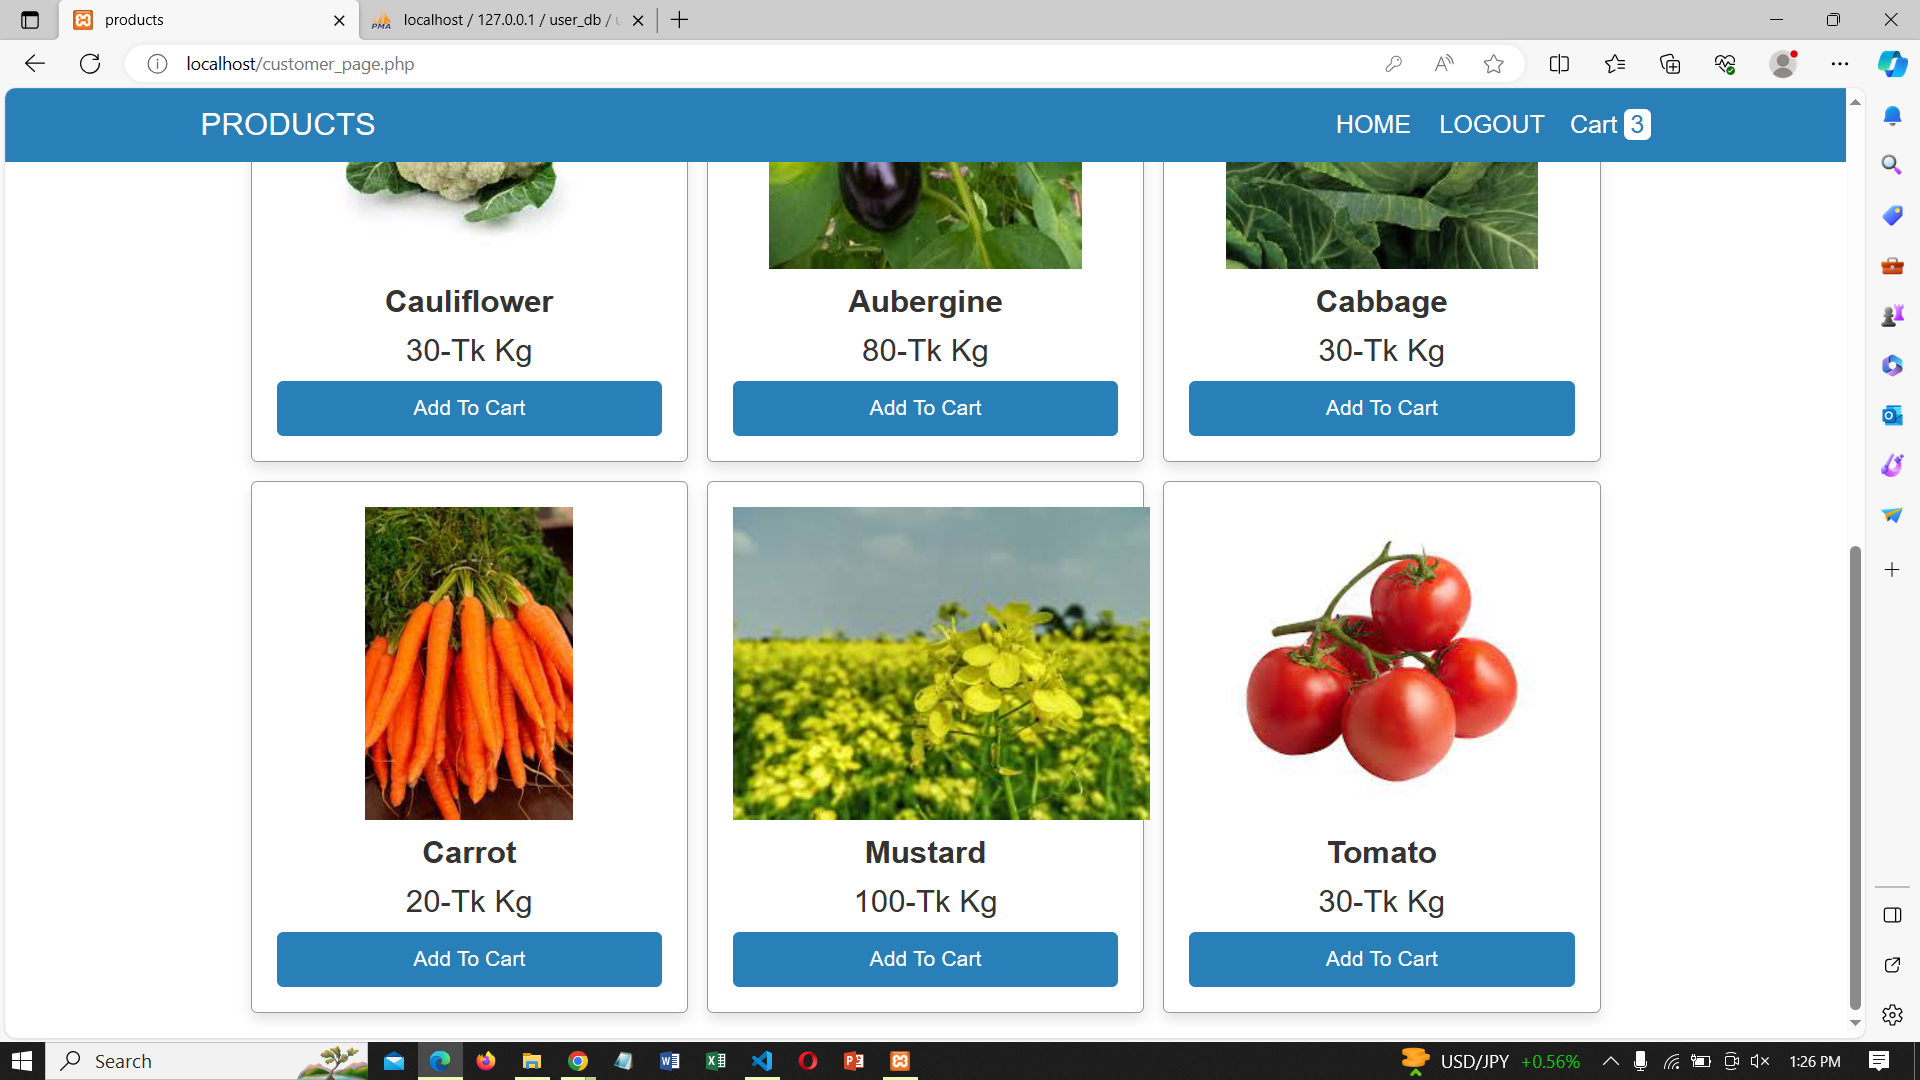 products
localhost / 127.0.0.1 / user_db /
localhost/customer_page.php
PRODUCTS
HOME LOGOUT Cart 3
Cauliflower
30-Tk Kg
Add To Cart
Aubergine
80-Tk Kg
Add To Cart
Cabbage
30-Tk Kg
Add To Cart
Carrot
20-Tk Kg
Add To Cart
Mustard
100-Tk Kg
Add To Cart
Tomato
30-Tk Kg
Add To Cart
Search
USD/JPY +0.56%
1:26 PM